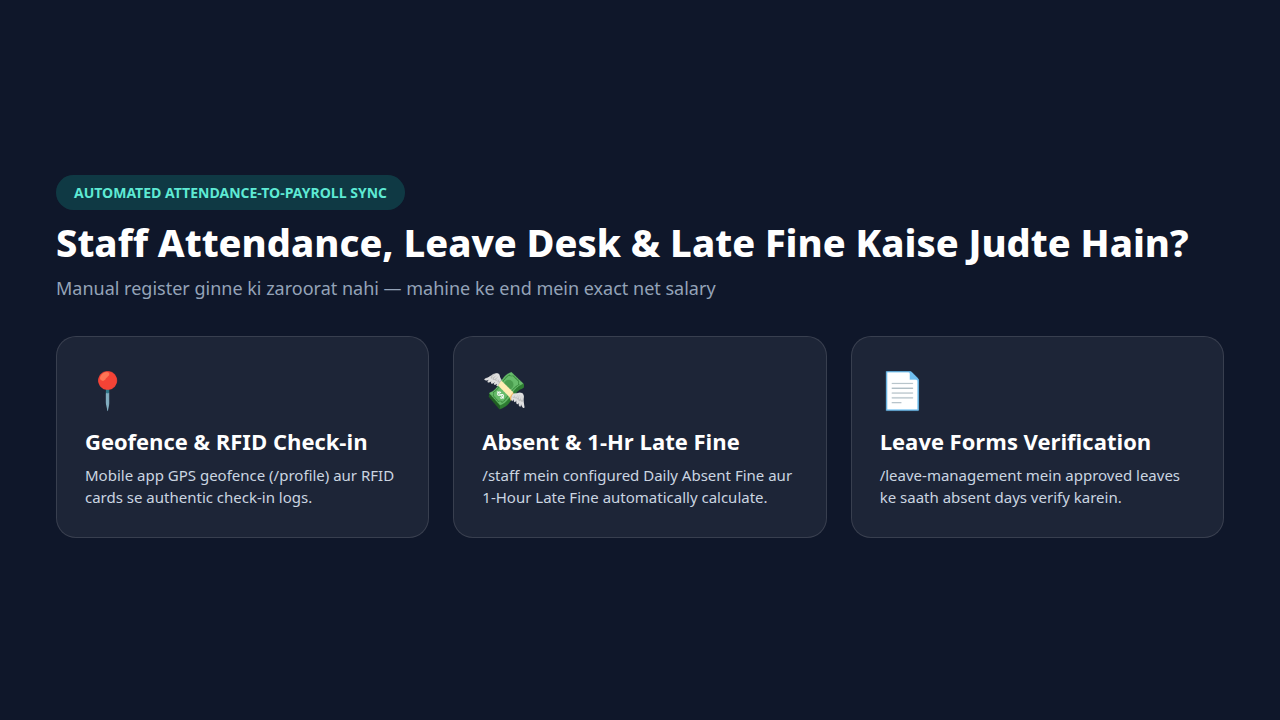 AUTOMATED ATTENDANCE-TO-PAYROLL SYNC
Staff Attendance, Leave Desk & Late Fine Kaise Judte Hain?
Manual register ginne ki zaroorat nahi — mahine ke end mein exact net salary
Geofence & RFID Check-in
Mobile app GPS geofence (/profile) aur RFID
cards se authentic check-in logs.
Absent & 1-Hr Late Fine
/staff mein configured Daily Absent Fine aur
1-Hour Late Fine automatically calculate.
Leave Forms Verification
/leave-management mein approved leaves
ke saath absent days verify karein.